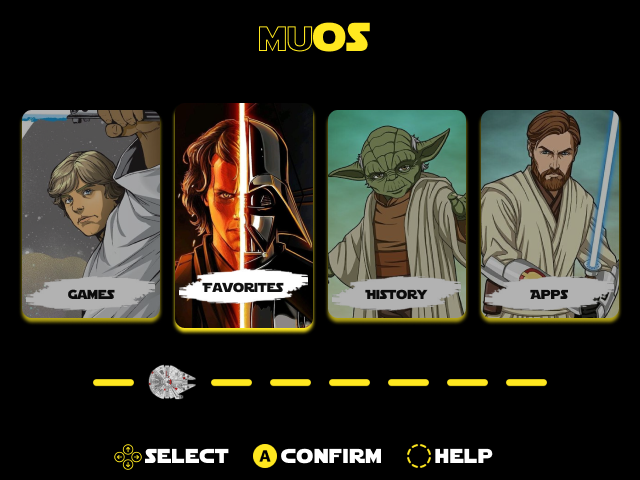 MUOS
GAMES
FAVORITES
HISTORY
APPS
SELECT
A CONFIRM
HELP